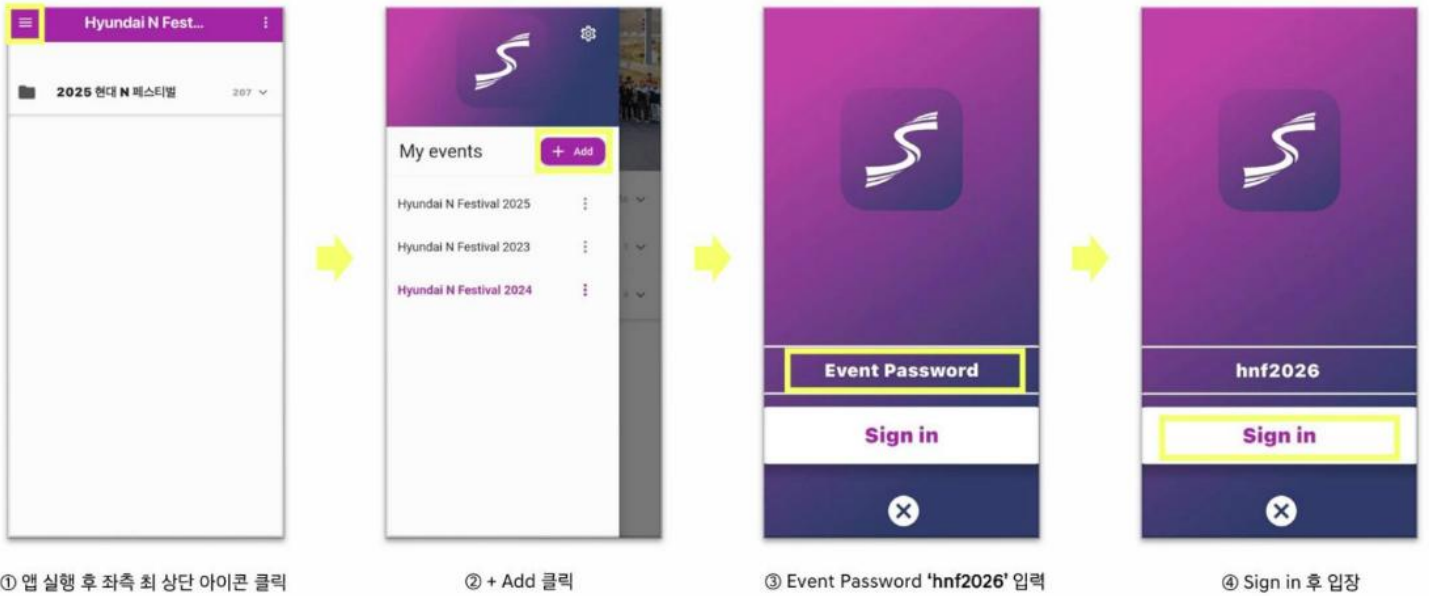 Hyundai N Fest...
2025 현대 N 페스티벌 207
My events
+ Add
Hyundai N Festival 2025
Hyundai N Festival 2023
Hyundai N Festival 2024
Event Password
Sign in
hnf2026
Sign in
① 앱 실행 후 좌측 최 상단 아이콘 클릭
② + Add 클릭
③ Event Password ‘hnf2026’ 입력
④ Sign in 후 입장